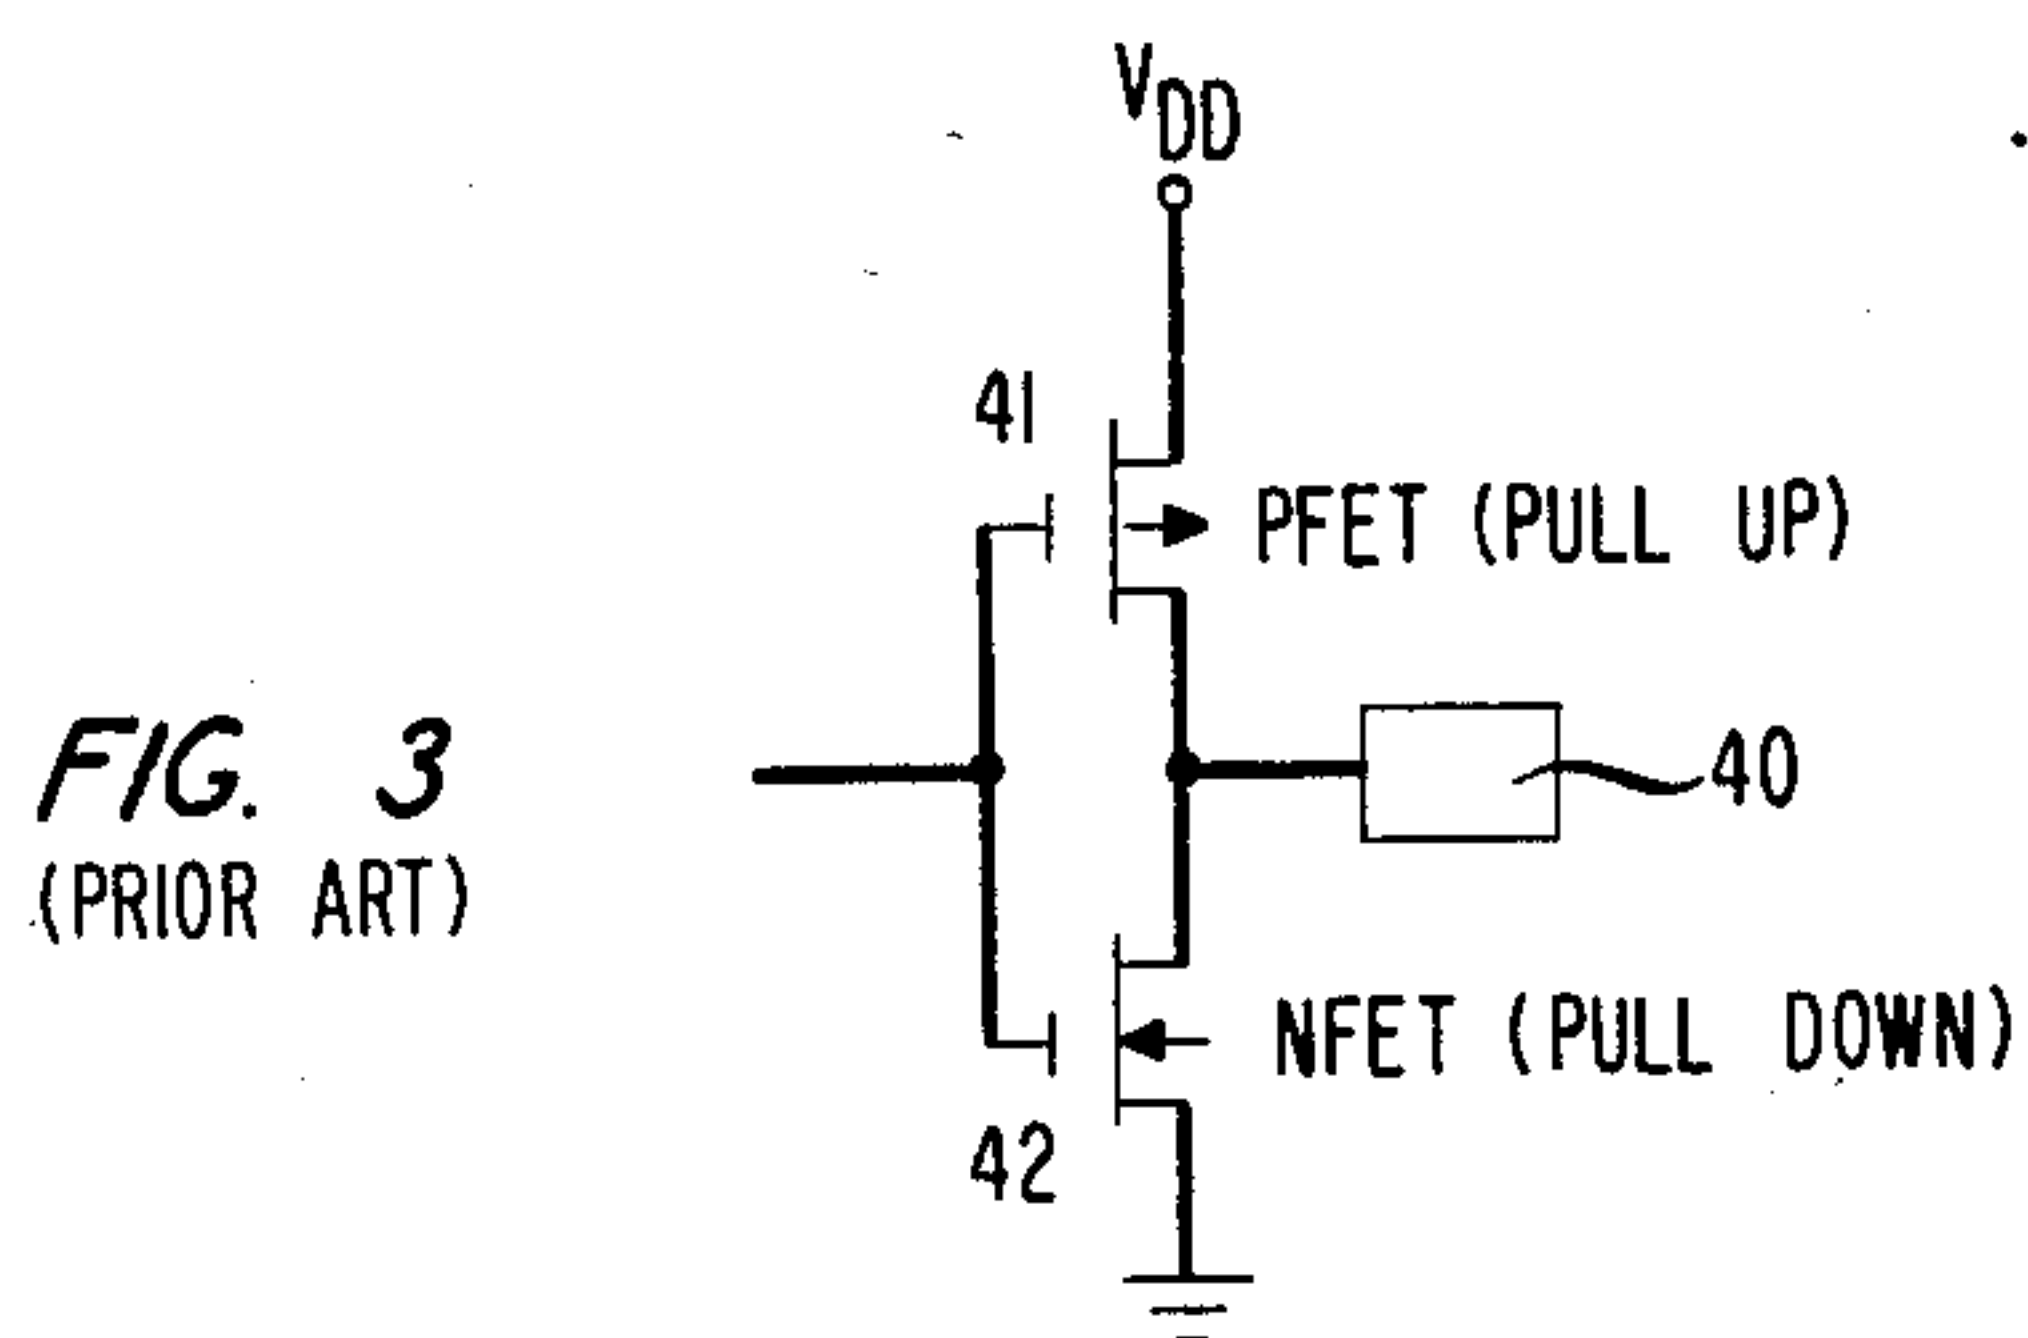 VDD
41
PFET (PULL UP)
FIG. 3
(PRIOR ART)
40
NFET (PULL DOWN)
42